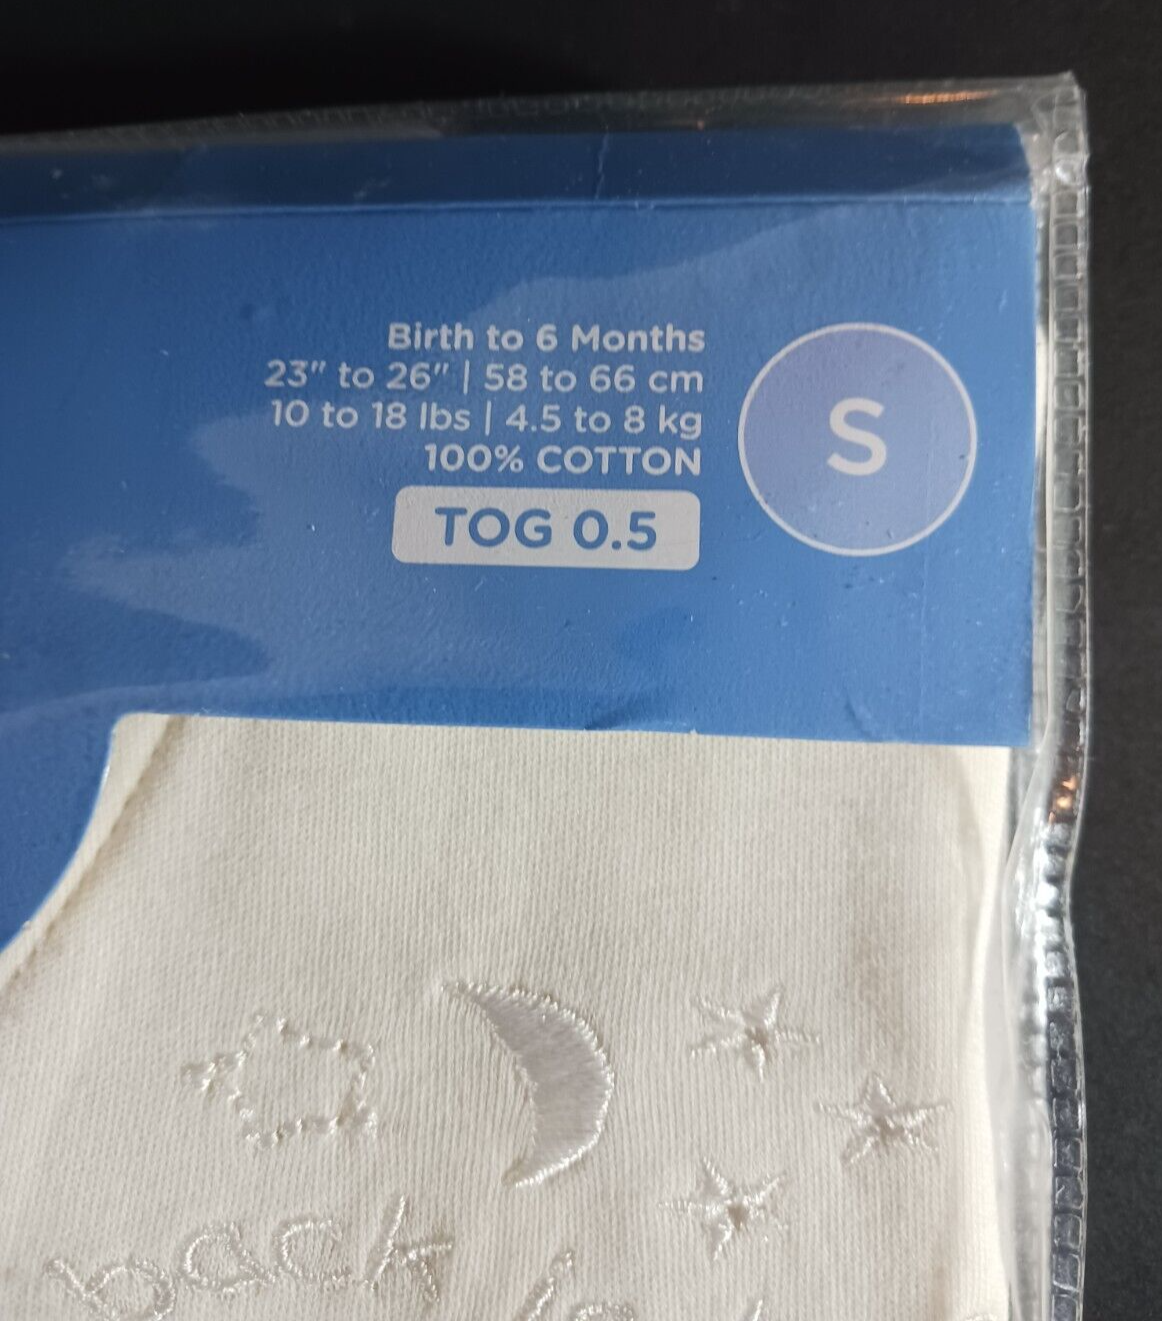 Birth to 6 Months
23" to 26" | 58 to 66 cm
10 to 18 lbs | 4.5 to 8 kg
100% COTTON
TOG 0.5
S
back